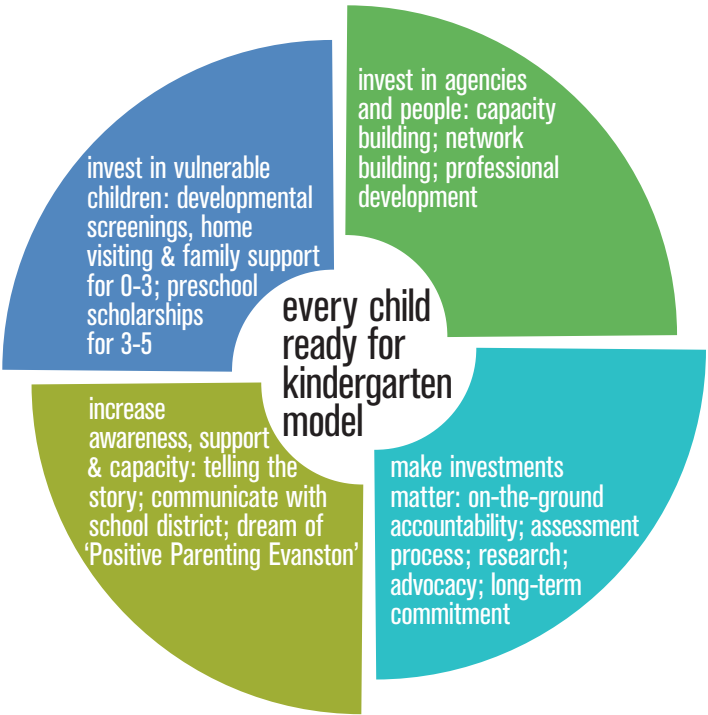 invest in agencies
and people: capacity
building; network
building; professional
development
invest in vulnerable
children: developmental
screenings, home
visiting & family support
for 0-3; preschool
scholarships
for 3-5
every child
ready for
kindergarten
model
increase
awareness, support
& capacity: telling the
story; communicate with
school district; dream of
‘Positive Parenting Evanston’
make investments
matter: on-the-ground
accountability; assessment
process; research;
advocacy; long-term
commitment